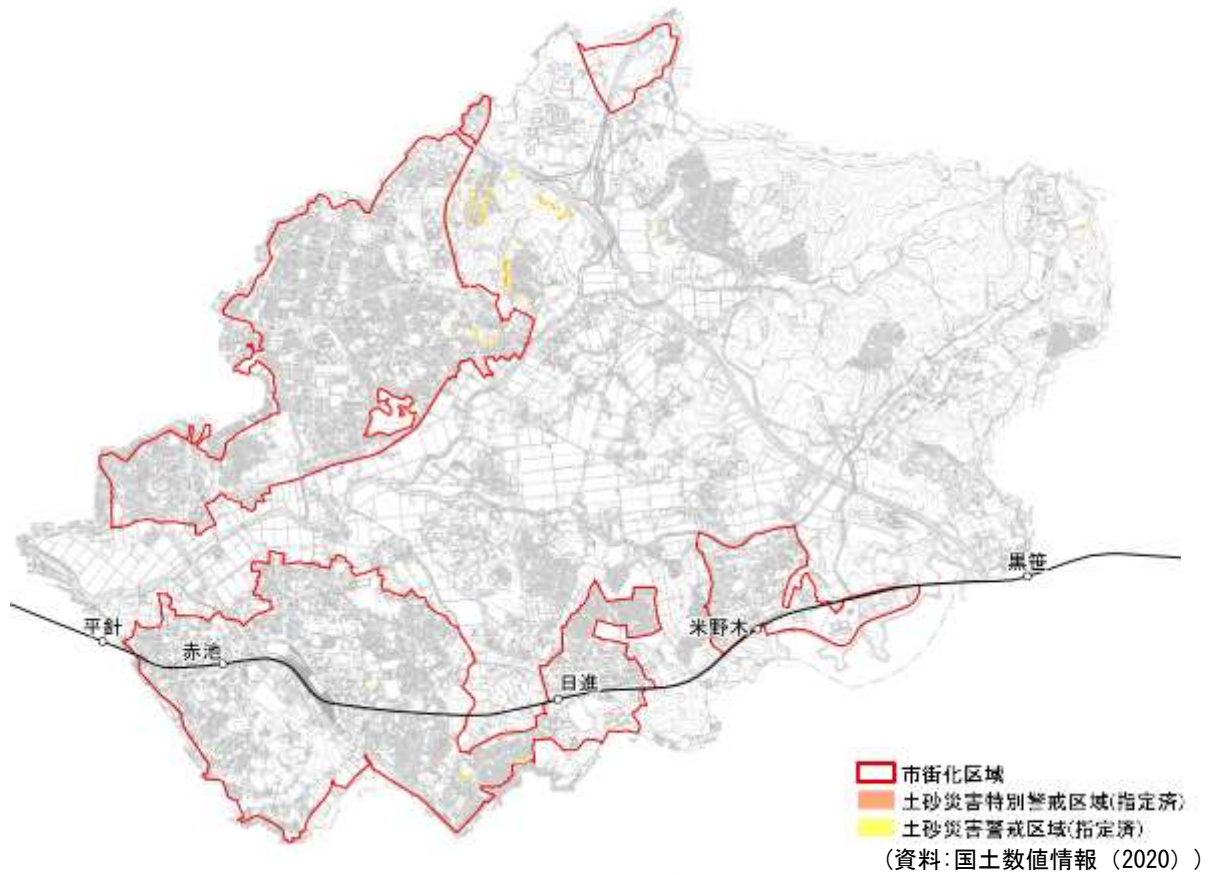 黒笹
米野木
平針
赤池
日進
市街化区域
土砂災害特別警戒区域(指定済)
土砂災害警戒区域(指定済)
(資料:国土数値情報（2020）)